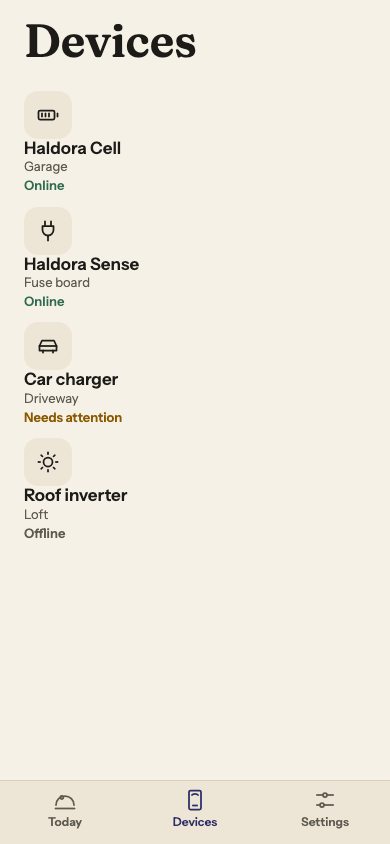 Devices
Haldora Cell
Garage
Online
Haldora Sense
Fuse board
Online
Car charger
Driveway
Needs attention
Roof inverter
Loft
Offline
Today
Devices
Settings